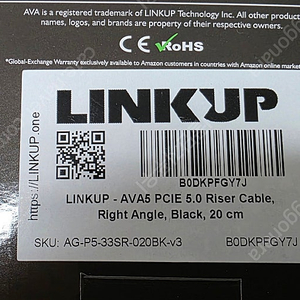 AVA is a registered trademark of LINKUP Technology Inc. All other product
names, logos, and brands are property of their respective owners.
CE RoHS
*Global-Exchange Warranty exclusively available to Amazon customers in countries with Amazon online market
LINKUP
https://LINKUP.one
B0DKPFGY7J
LINKUP - AVA5 PCIE 5.0 Riser Cable,
Right Angle, Black, 20 cm
SKU: AG-P5-33SR-020BK-v3 B0DKPFGY7J